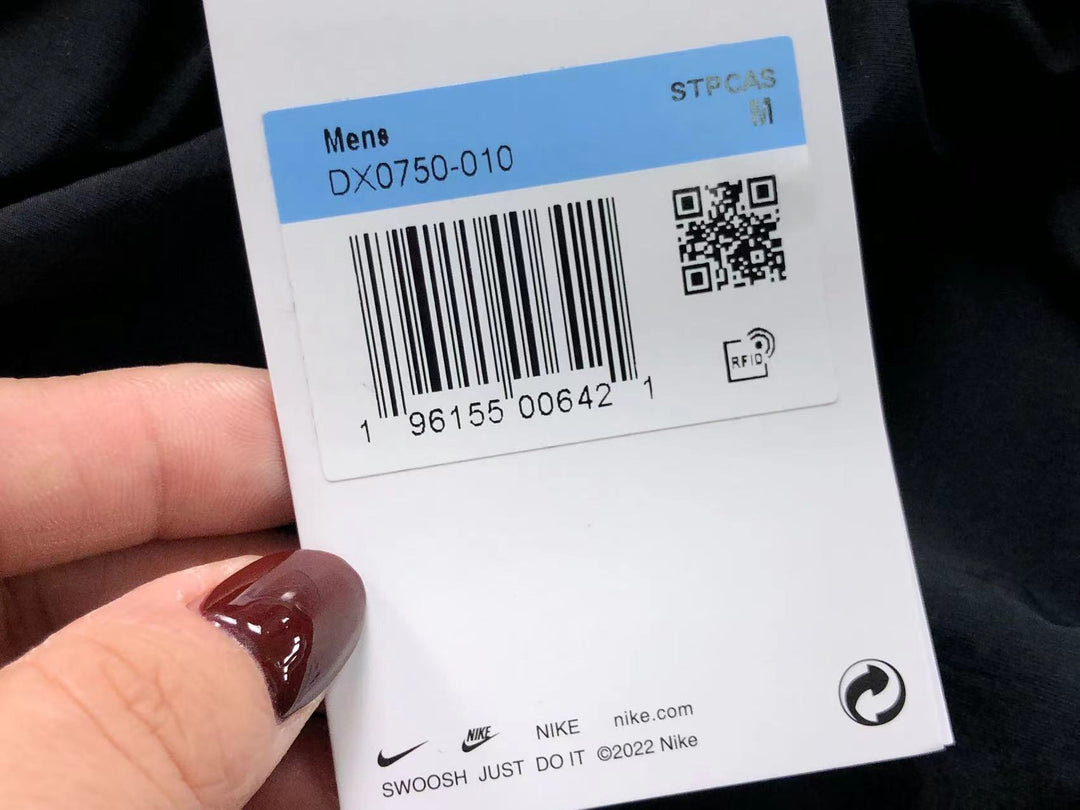 STPCAS
M
Mens
DX0750-010
1 96155 00642 1
RFID
NIKE NIKE nike.com
SWOOSH JUST DO IT ©2022 Nike